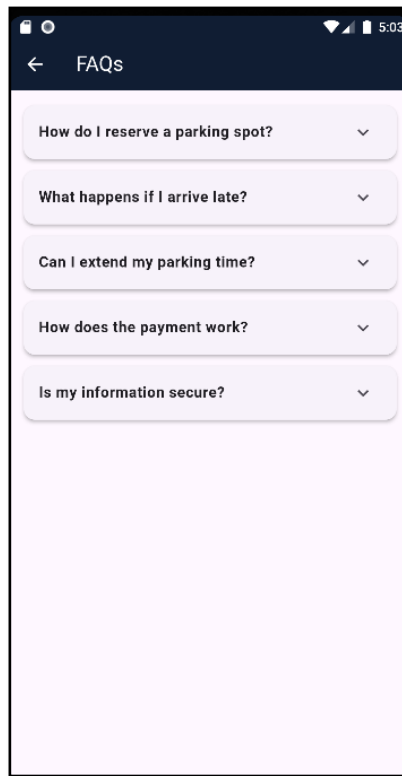 5:03
FAQs
How do I reserve a parking spot?
What happens if I arrive late?
Can I extend my parking time?
How does the payment work?
Is my information secure?